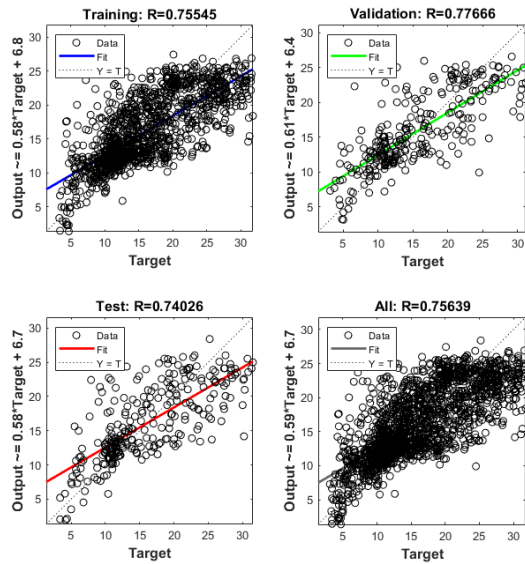 Training: R=0.75545
Output ~= 0.58*Target + 6.8
Data
Fit
Y = T
30
25
20
15
10
5
5 10 15 20 25 30
Target
Validation: R=0.77666
Output ~= 0.61*Target + 6.4
Data
Fit
Y = T
30
25
20
15
10
5
5 10 15 20 25 30
Target
Test: R=0.74026
Output ~= 0.58*Target + 6.7
Data
Fit
Y = T
30
25
20
15
10
5
5 10 15 20 25 30
Target
All: R=0.75639
Output ~= 0.59*Target + 6.7
Data
Fit
Y = T
30
25
20
15
10
5
5 10 15 20 25 30
Target